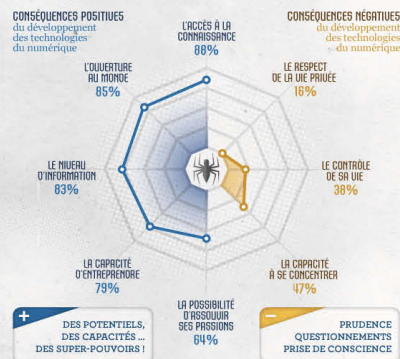 CONSÉQUENCES POSITIVES
du développement
des technologies
du numérique
CONSÉQUENCES NÉGATIVES
du développement
des technologies
du numérique
L'ACCÈS À LA
CONNAISSANCE
88%
L'OUVERTURE
AU MONDE
85%
LE RESPECT
DE LA VIE PRIVÉE
16%
LE NIVEAU
D'INFORMATION
83%
LE CONTRÔLE
DE SA VIE
38%
LA CAPACITÉ
D'ENTREPRENDRE
79%
LA CAPACITÉ
À SE CONCENTRER
47%
LA POSSIBILITÉ
D'ASSOUVIR
SES PASSIONS
64%
+
DES POTENTIELS,
DES CAPACITÉS ...
DES SUPER-POUVOIRS !
−
PRUDENCE
QUESTIONNEMENTS
PRISE DE CONSCIENCE